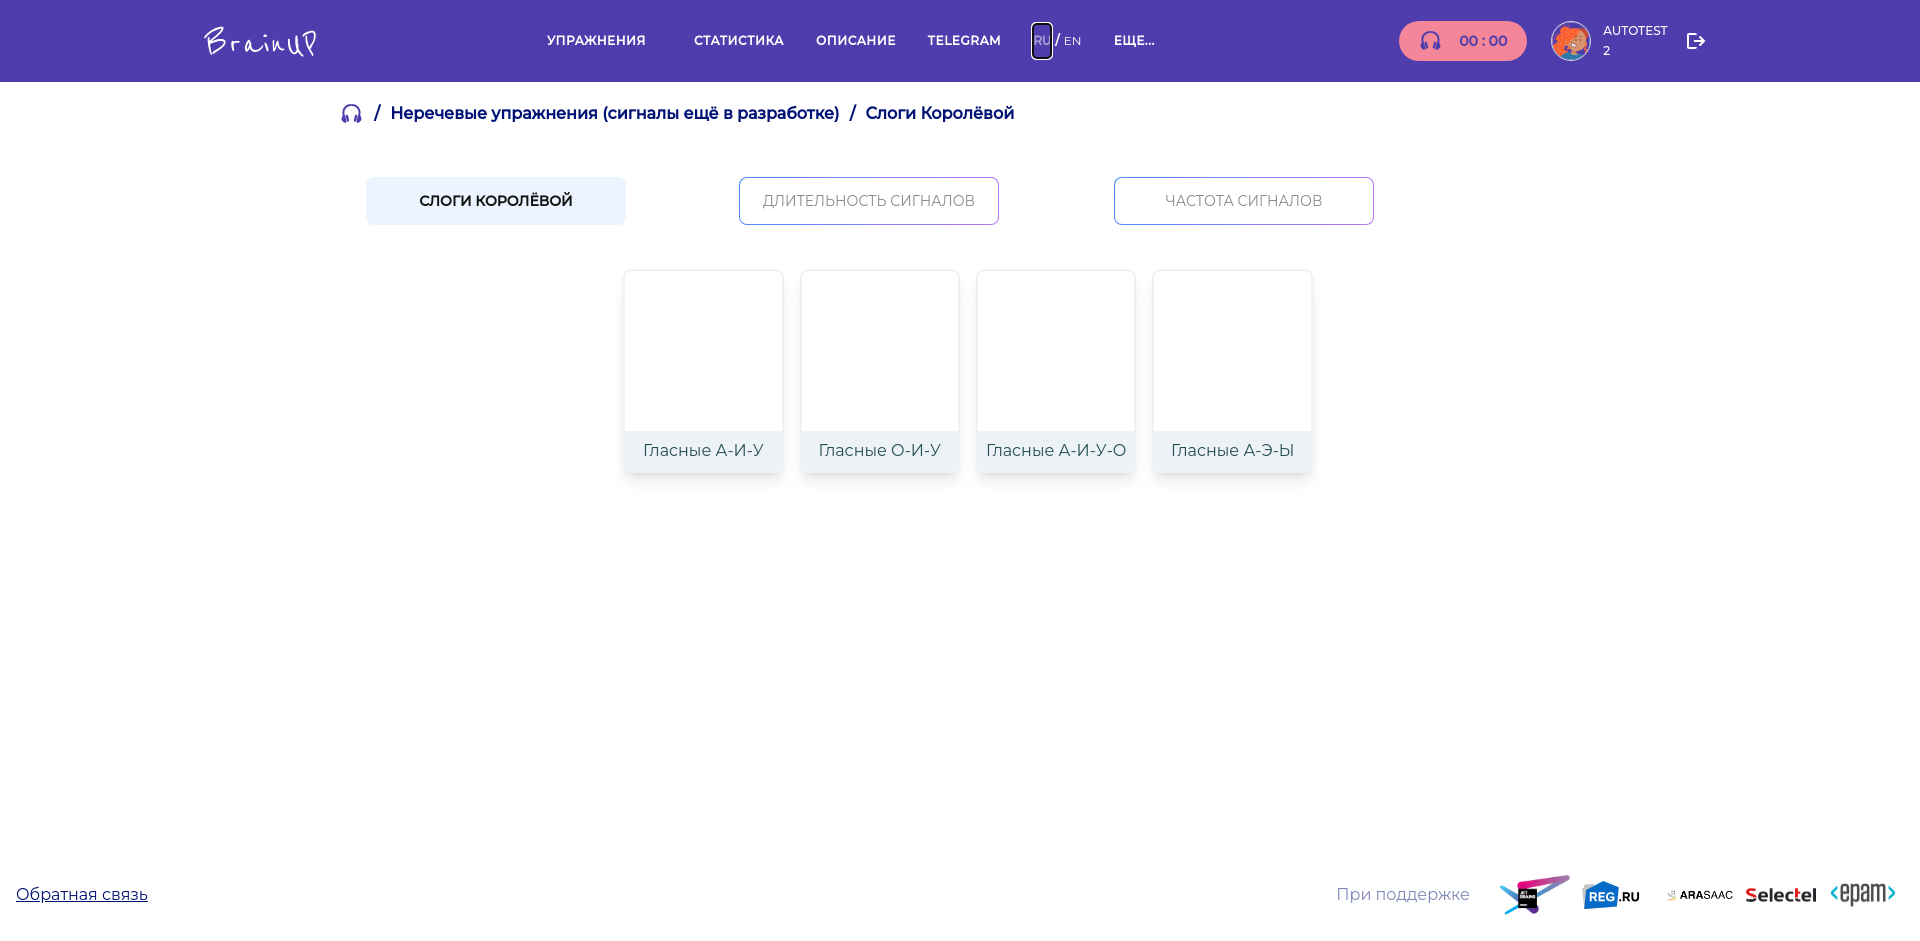 BrainUP
УПРАЖНЕНИЯ СТАТИСТИКА ОПИСАНИЕ TELEGRAM RU / EN ЕЩЕ... 00 : 00 AUTOTEST
2
/ Неречевые упражнения (сигналы ещё в разработке) / Слоги Королёвой
СЛОГИ КОРОЛЁВОЙ ДЛИТЕЛЬНОСТЬ СИГНАЛОВ ЧАСТОТА СИГНАЛОВ
Гласные А-И-У Гласные О-И-У Гласные А-И-У-О Гласные А-Э-Ы
Обратная связь При поддержке JET BRAINS REG.RU ARASAAC Selectel <epam>